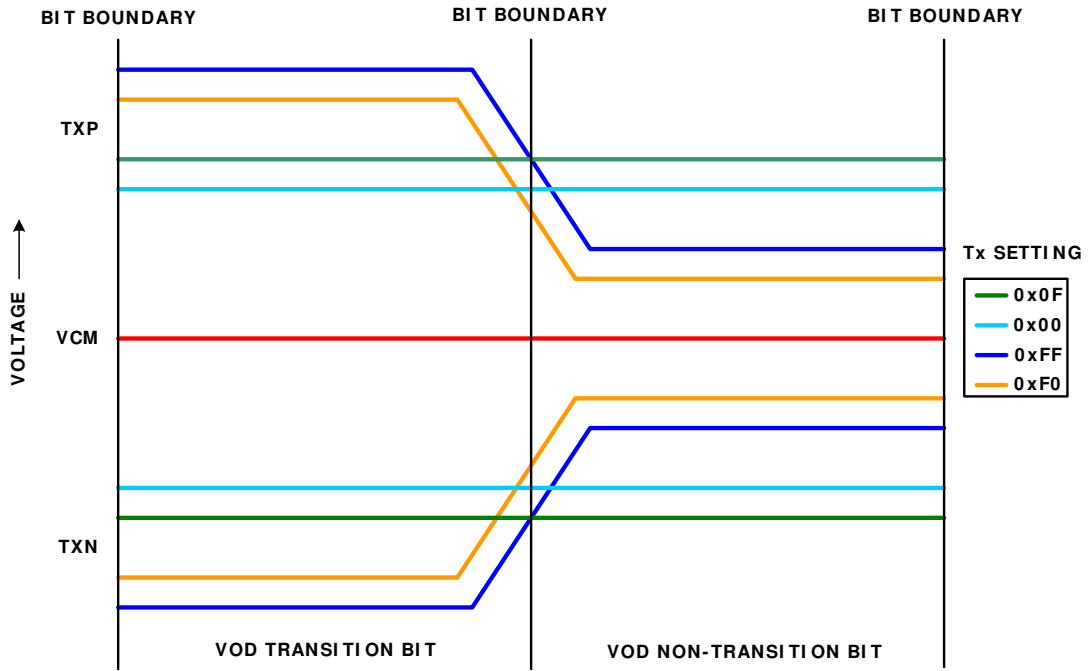 BIT BOUNDARY
BIT BOUNDARY
BIT BOUNDARY
TXP
VOLTAGE
VCM
TXN
Tx SETTING
0x0F
0x00
0xFF
0xF0
VOD TRANSITION BIT
VOD NON-TRANSITION BIT